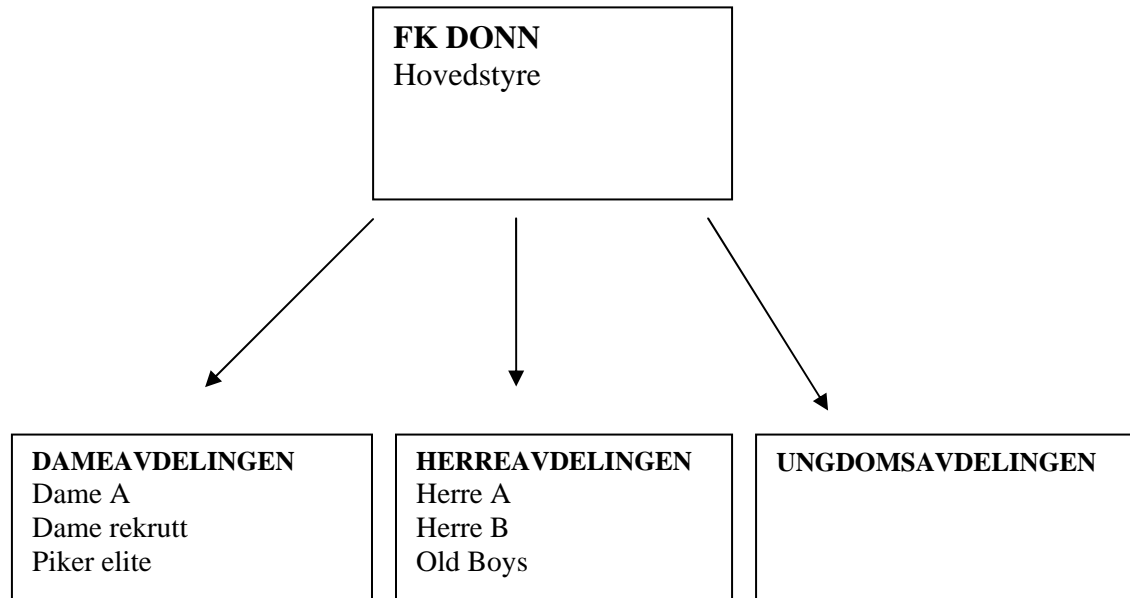 FK DONN
Hovedstyre
DAMEAVDELINGEN
Dame A
Dame rekrutt
Piker elite
HERREAVDELINGEN
Herre A
Herre B
Old Boys
UNGDOMSAVDELINGEN